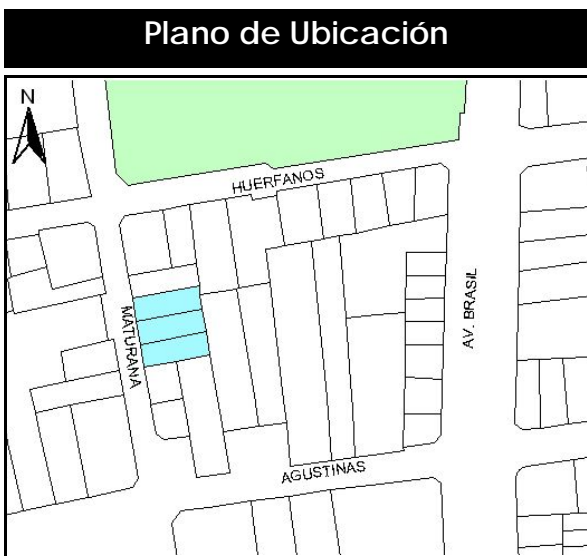 Plano de Ubicación
N
HUERFANOS
MATURANA
AV. BRASIL
AGUSTINAS